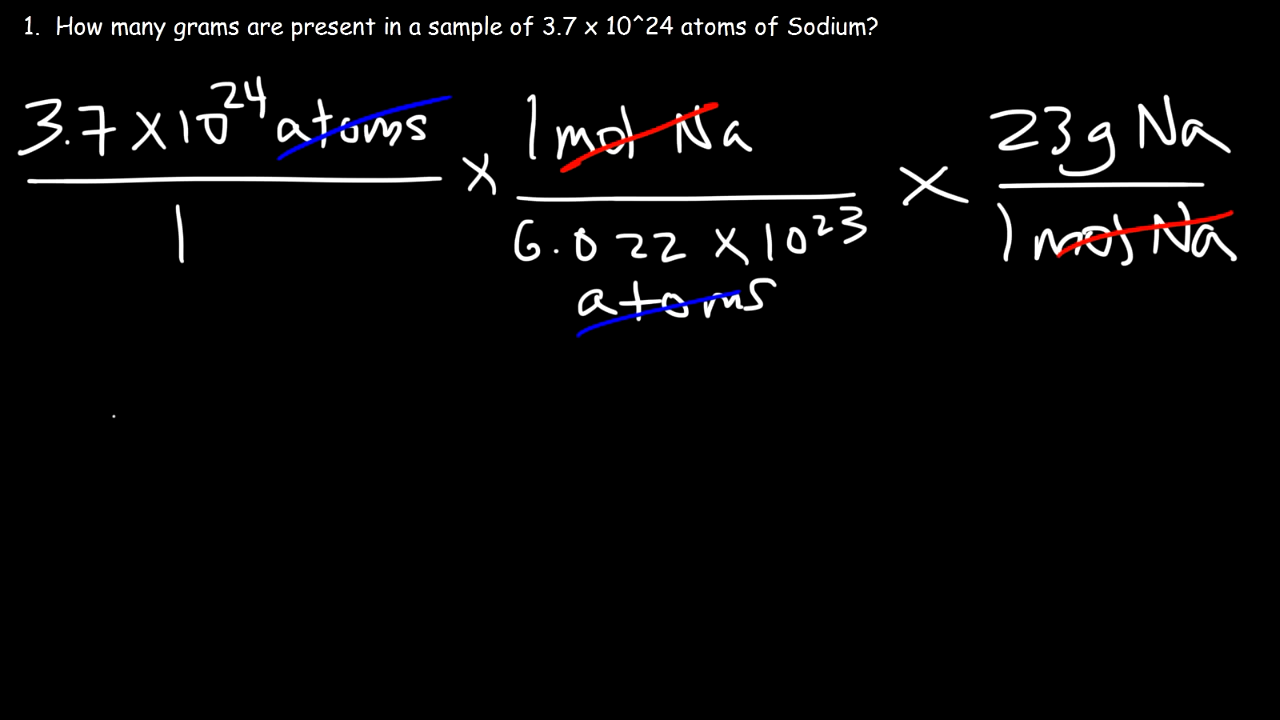 1. How many grams are present in a sample of 3.7 x 10^24 atoms of Sodium?
3.7 x 10^24 atoms x 1 mol Na x 23g Na
1 6.022 x 10^23 1 mol Na
atoms